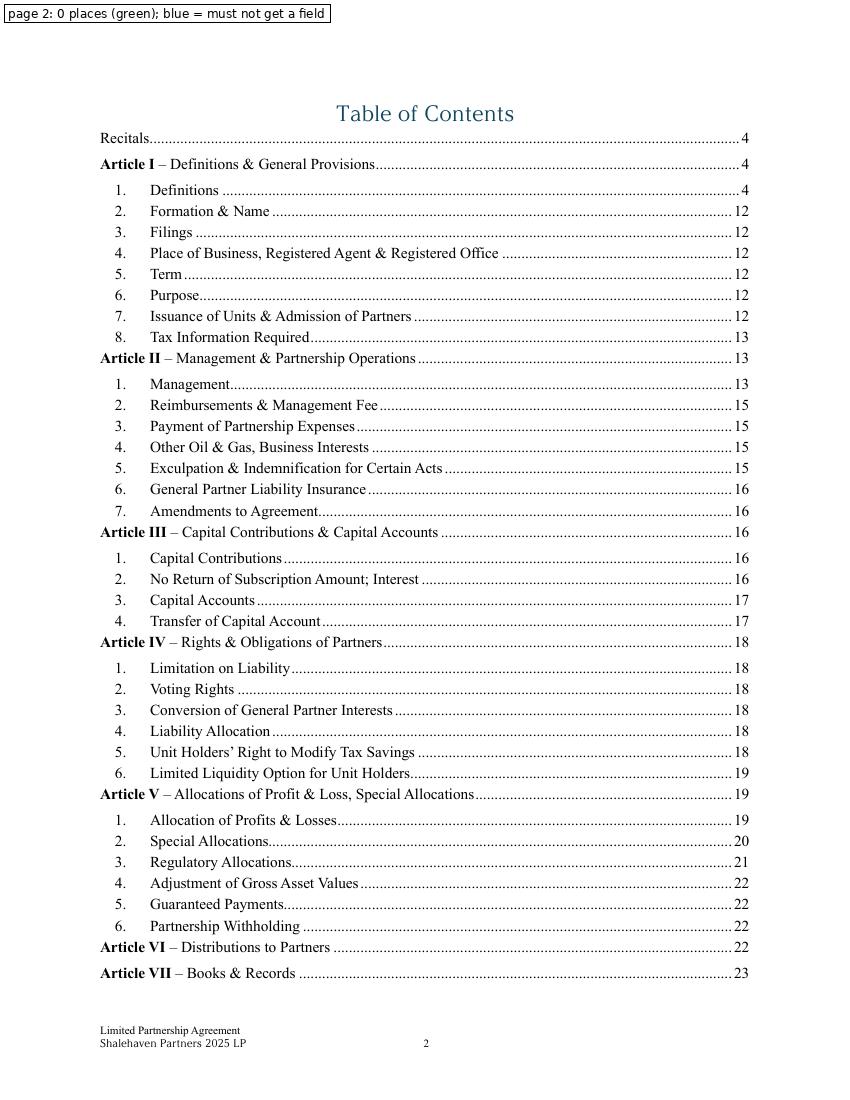 page 2: 0 places (green); blue = must not get a field
Table of Contents
Recitals 4
Article I – Definitions & General Provisions 4
1. Definitions 4
2. Formation & Name 12
3. Filings 12
4. Place of Business, Registered Agent & Registered Office 12
5. Term 12
6. Purpose 12
7. Issuance of Units & Admission of Partners 12
8. Tax Information Required 13
Article II – Management & Partnership Operations 13
1. Management 13
2. Reimbursements & Management Fee 15
3. Payment of Partnership Expenses 15
4. Other Oil & Gas, Business Interests 15
5. Exculpation & Indemnification for Certain Acts 15
6. General Partner Liability Insurance 16
7. Amendments to Agreement 16
Article III – Capital Contributions & Capital Accounts 16
1. Capital Contributions 16
2. No Return of Subscription Amount; Interest 16
3. Capital Accounts 17
4. Transfer of Capital Account 17
Article IV – Rights & Obligations of Partners 18
1. Limitation on Liability 18
2. Voting Rights 18
3. Conversion of General Partner Interests 18
4. Liability Allocation 18
5. Unit Holders’ Right to Modify Tax Savings 18
6. Limited Liquidity Option for Unit Holders 19
Article V – Allocations of Profit & Loss, Special Allocations 19
1. Allocation of Profits & Losses 19
2. Special Allocations 20
3. Regulatory Allocations 21
4. Adjustment of Gross Asset Values 22
5. Guaranteed Payments 22
6. Partnership Withholding 22
Article VI – Distributions to Partners 22
Article VII – Books & Records 23
Limited Partnership Agreement
Shalehaven Partners 2025 LP 2